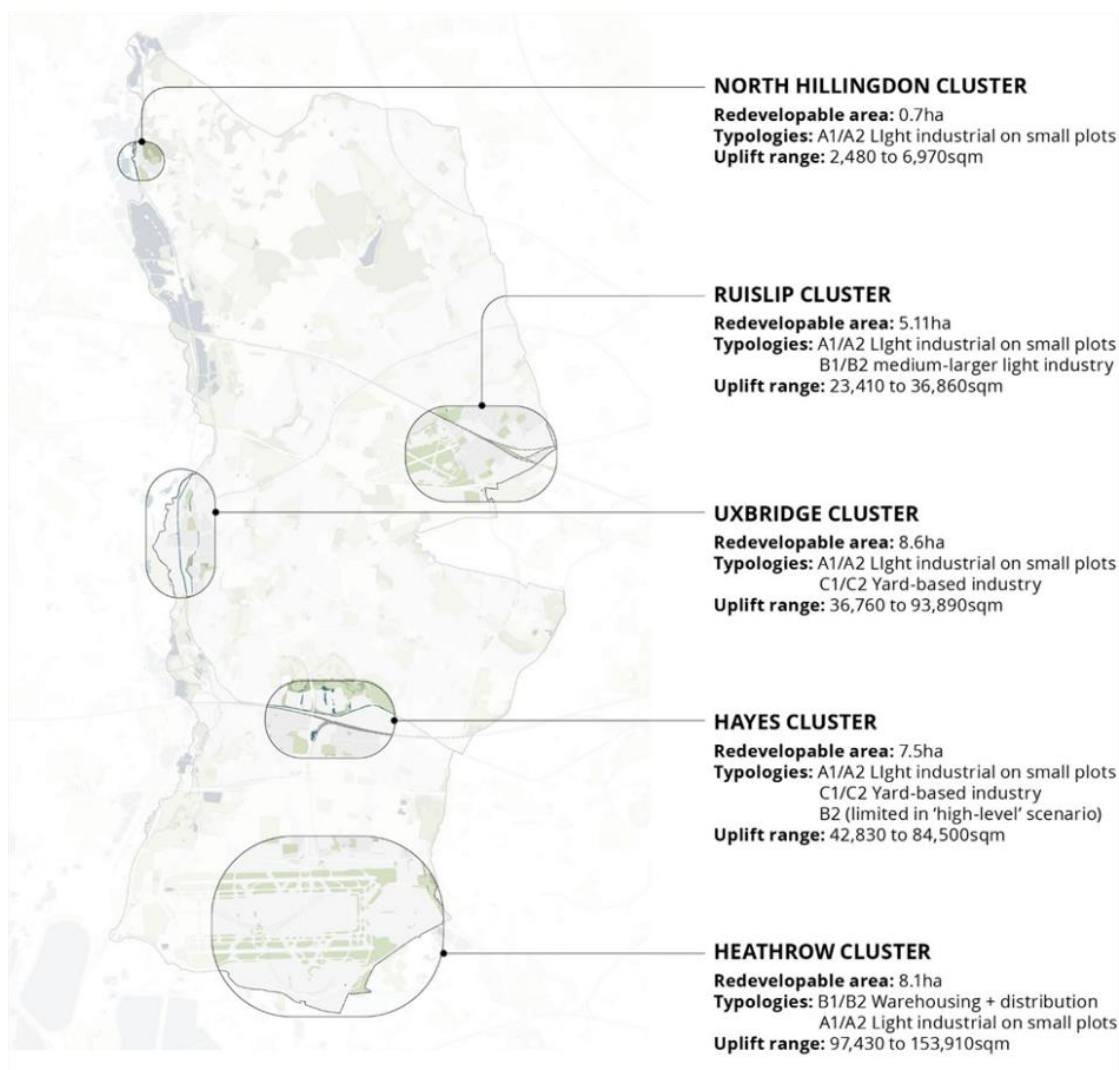 NORTH HILLINGDON CLUSTER
Redevelopable area: 0.7ha
Typologies: A1/A2 LIght industrial on small plots
Uplift range: 2,480 to 6,970sqm
RUISLIP CLUSTER
Redevelopable area: 5.11ha
Typologies: A1/A2 LIght industrial on small plots
B1/B2 medium-larger light industry
Uplift range: 23,410 to 36,860sqm
UXBRIDGE CLUSTER
Redevelopable area: 8.6ha
Typologies: A1/A2 LIght industrial on small plots
C1/C2 Yard-based industry
Uplift range: 36,760 to 93,890sqm
HAYES CLUSTER
Redevelopable area: 7.5ha
Typologies: A1/A2 LIght industrial on small plots
C1/C2 Yard-based industry
B2 (limited in ‘high-level’ scenario)
Uplift range: 42,830 to 84,500sqm
HEATHROW CLUSTER
Redevelopable area: 8.1ha
Typologies: B1/B2 Warehousing + distribution
A1/A2 Light industrial on small plots
Uplift range: 97,430 to 153,910sqm